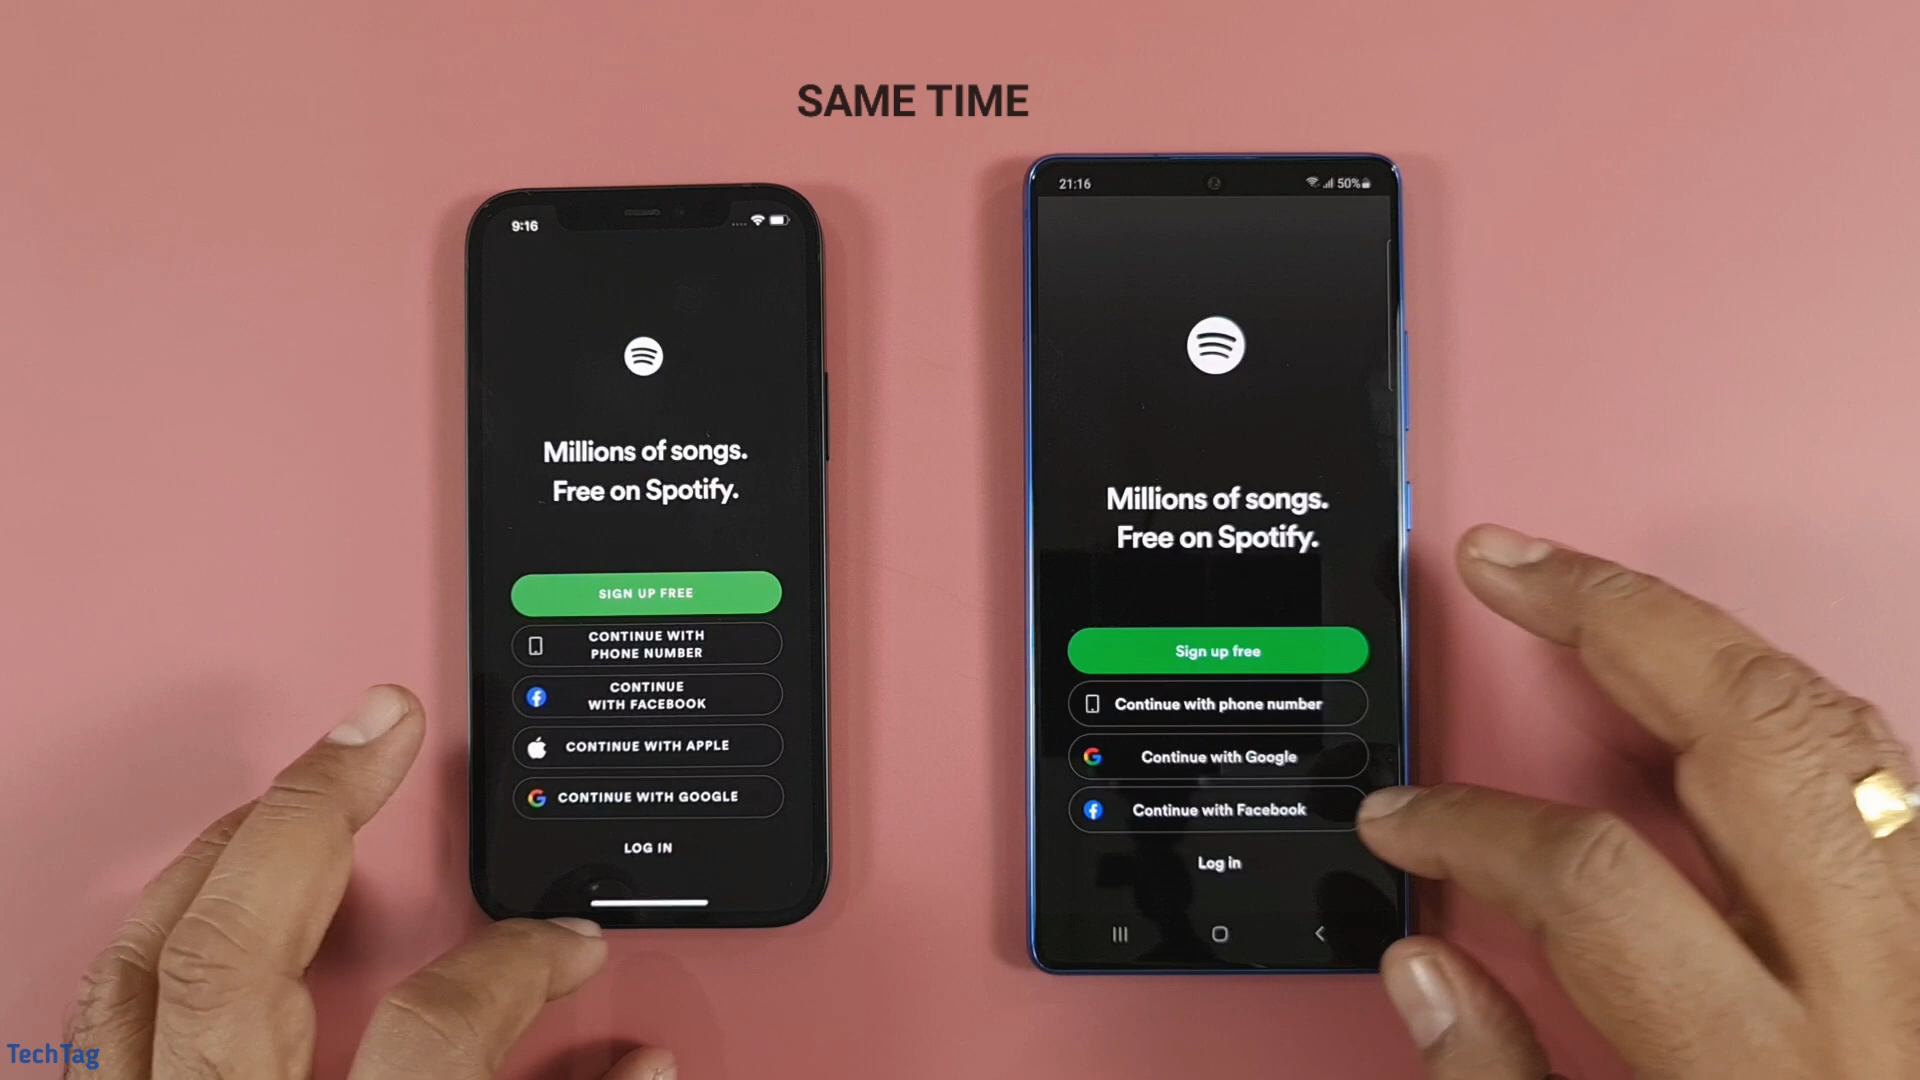 SAME TIME
9:16
Millions of songs.
Free on Spotify.
SIGN UP FREE
CONTINUE WITH
PHONE NUMBER
CONTINUE
WITH FACEBOOK
CONTINUE WITH APPLE
CONTINUE WITH GOOGLE
LOG IN
21:16
50%
Millions of songs.
Free on Spotify.
Sign up free
Continue with phone number
Continue with Google
Continue with Facebook
Log in
TechTag